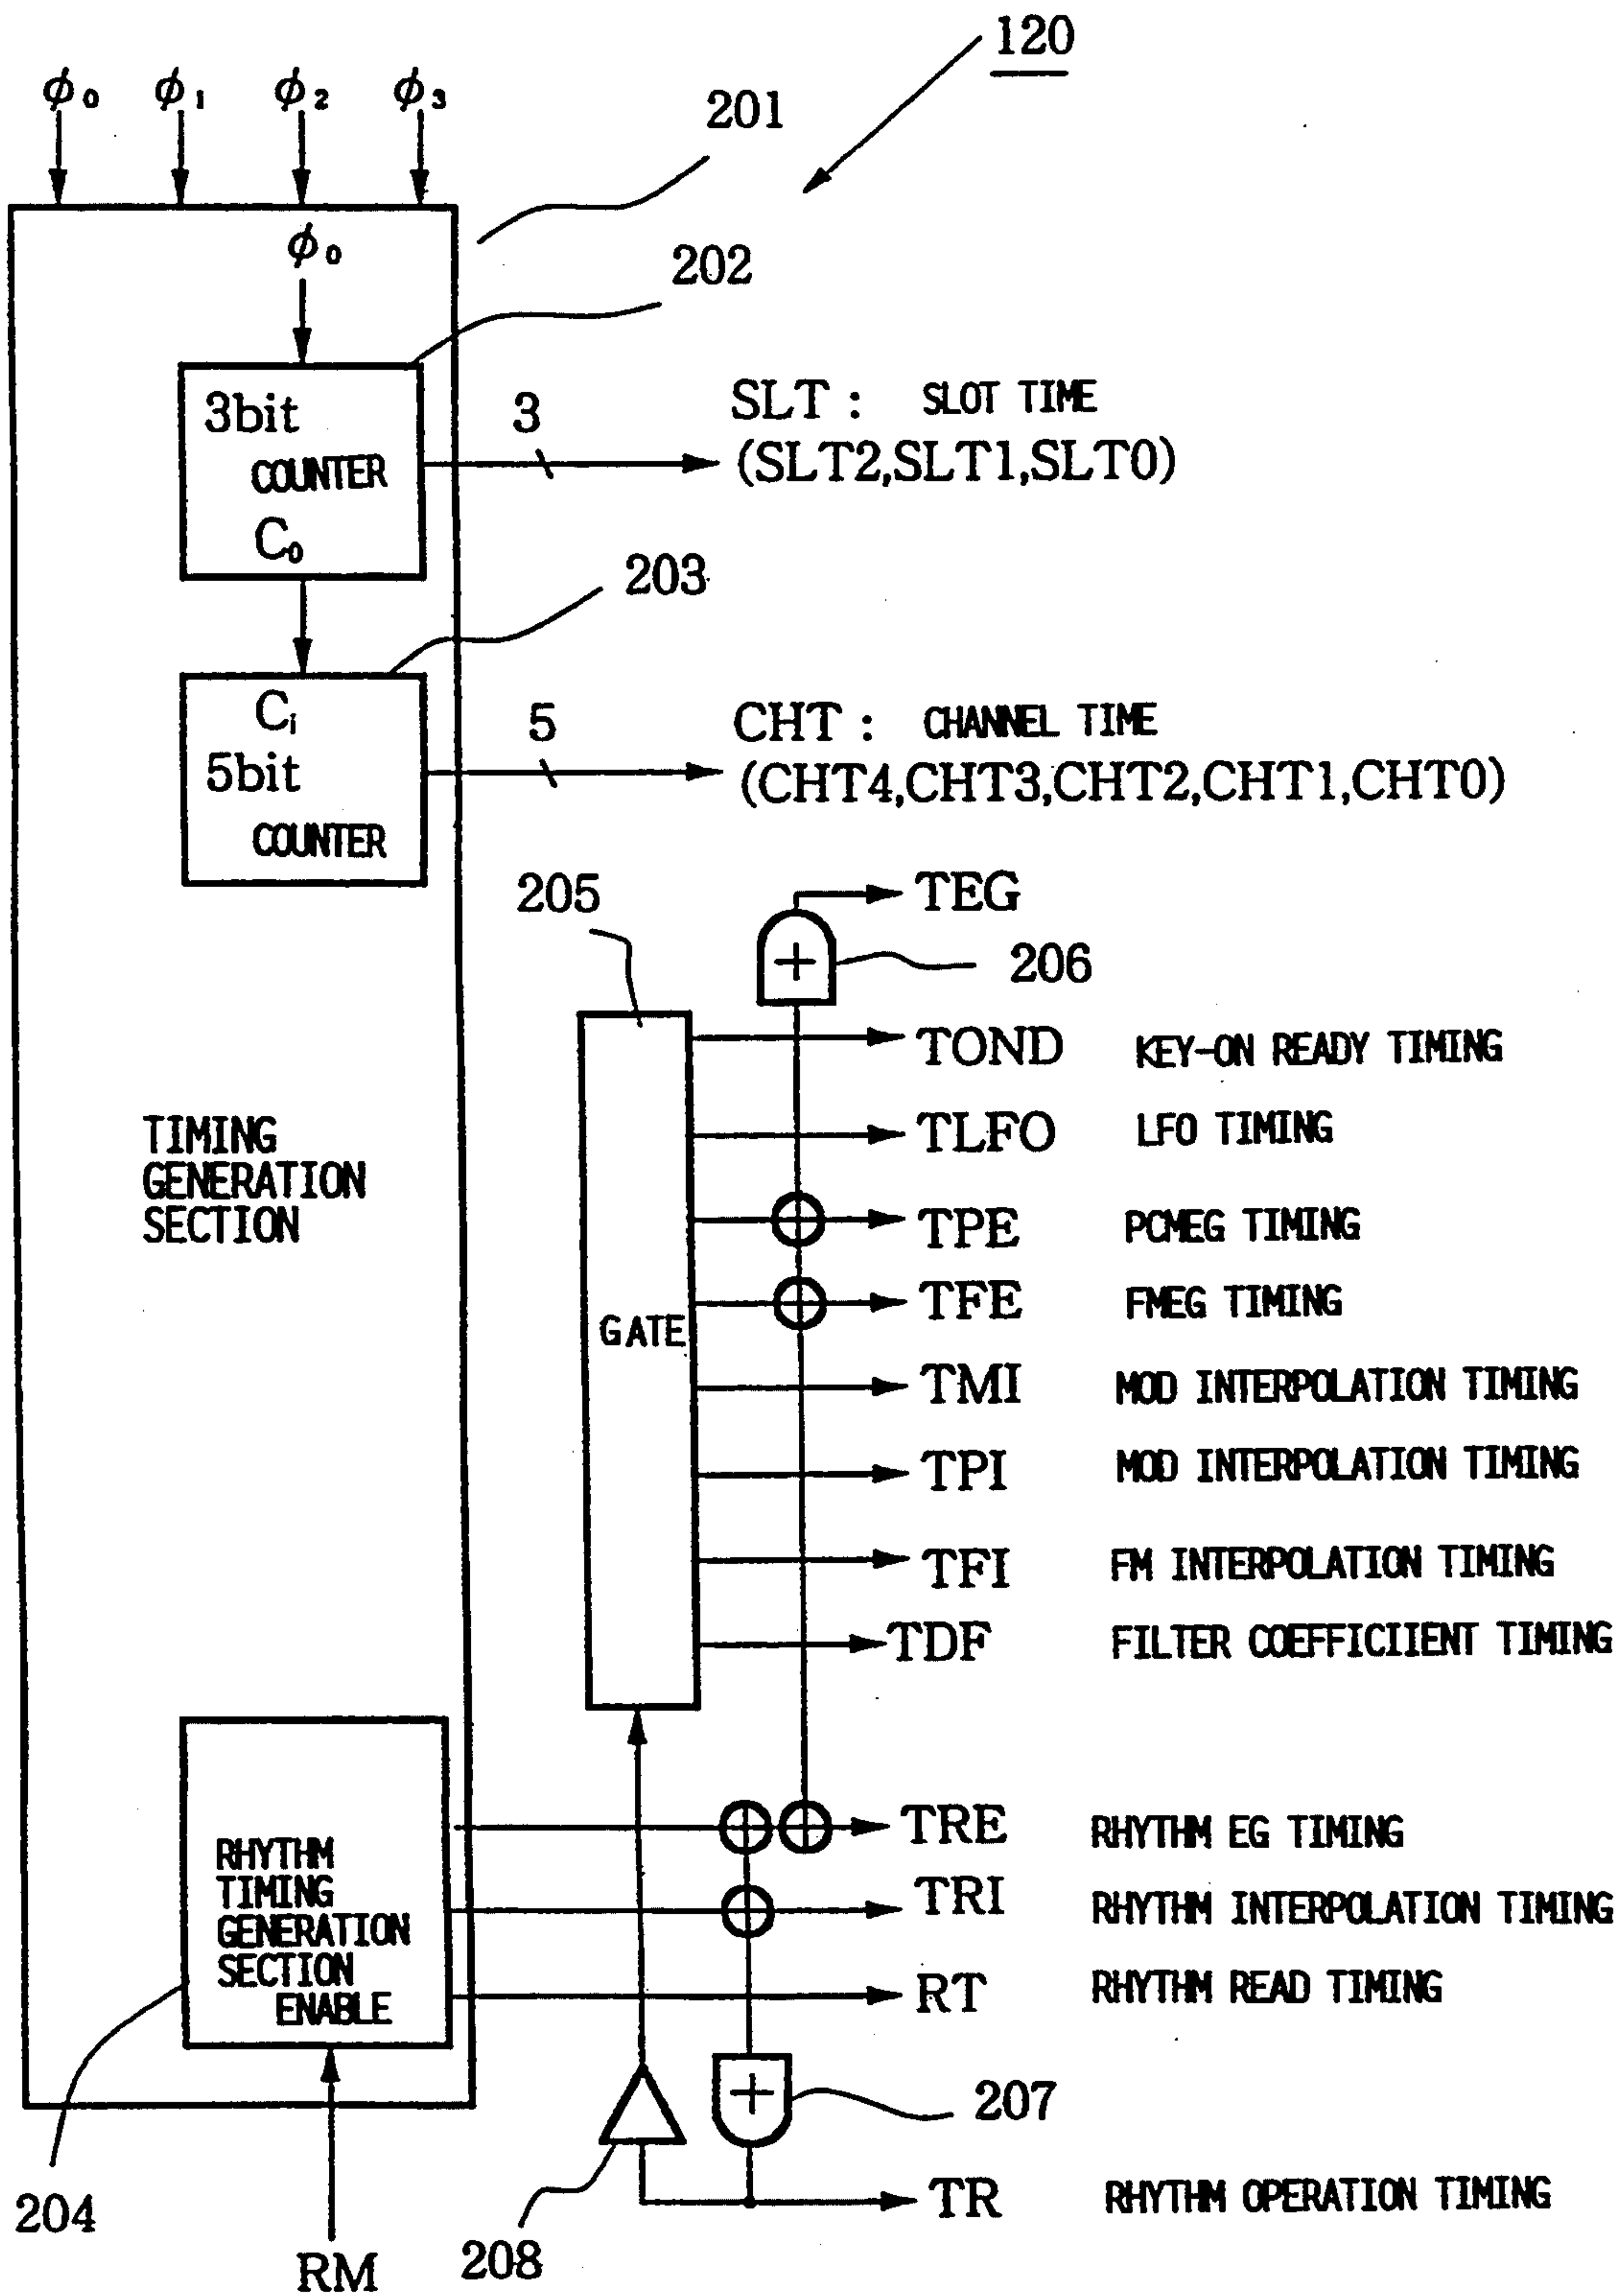 120
ϕ0 ϕ1 ϕ2 ϕ3
201
ϕ0
202
3bit
COUNTER
C0
3
SLT : SLOT TIME
(SLT2,SLT1,SLT0)
203
Ci
5bit
COUNTER
5
CHT : CHANNEL TIME
(CHT4,CHT3,CHT2,CHT1,CHT0)
205
TEG
+
206
TOND KEY-ON READY TIMING
TLFO LFO TIMING
TIMING
GENERATION
SECTION
TPE PCMEG TIMING
TFE FMEG TIMING
GATE
TMI MOD INTERPOLATION TIMING
TPI MOD INTERPOLATION TIMING
TFI FM INTERPOLATION TIMING
TDF FILTER COEFFICIIENT TIMING
RHYTHM
TIMING
GENERATION
SECTION
ENABLE
TRE RHYTHM EG TIMING
TRI RHYTHM INTERPOLATION TIMING
RT RHYTHM READ TIMING
+
207
204
208
TR RHYTHM OPERATION TIMING
RM